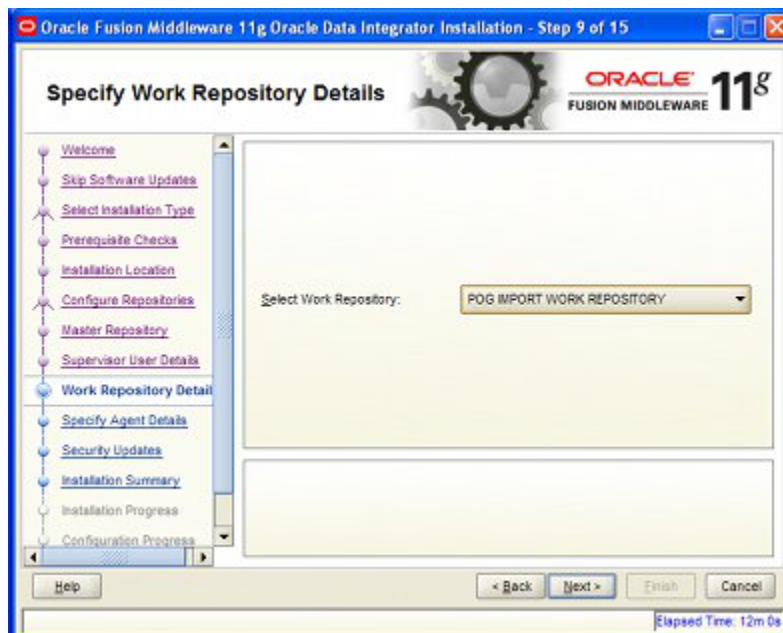 Oracle Fusion Middleware 11g Oracle Data Integrator Installation - Step 9 of 15
Specify Work Repository Details
ORACLE
FUSION MIDDLEWARE 11g
Welcome
Skip Software Updates
Select Installation Type
Prerequisite Checks
Installation Location
Configure Repositories
Master Repository
Supervisor User Details
Work Repository Detail
Specify Agent Details
Security Updates
Installation Summary
Installation Progress
Configuration Progress
Select Work Repository:
POG IMPORT WORK REPOSITORY
Help
< Back
Next >
Finish
Cancel
Elapsed Time: 12m 0s